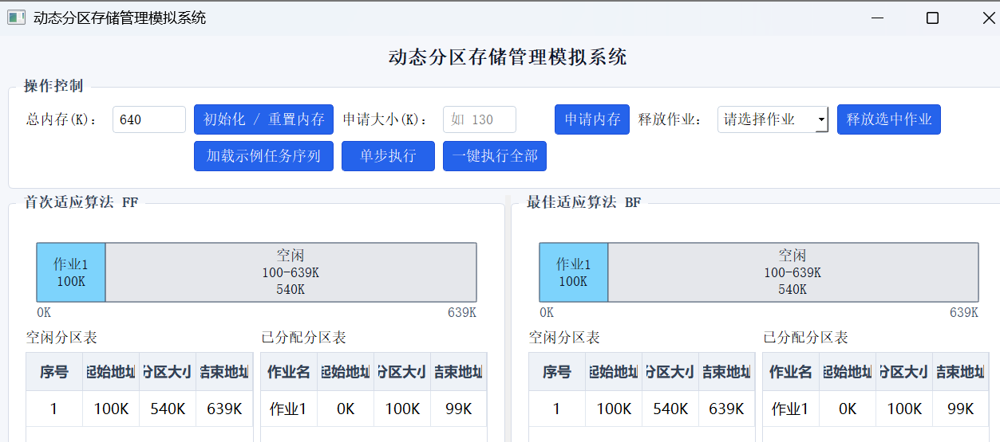 动态分区存储管理模拟系统
动态分区存储管理模拟系统
操作控制
总内存(K)： 640 初始化 / 重置内存 申请大小(K)： 如 130 申请内存 释放作业： 请选择作业 释放选中作业
加载示例任务序列 单步执行 一键执行全部
首次适应算法 FF
作业1
100K
空闲
100-639K
540K
0K 639K
空闲分区表
序号 起始地址 分区大小 结束地址
1 100K 540K 639K
已分配分区表
作业名 起始地址 分区大小 结束地址
作业1 0K 100K 99K
最佳适应算法 BF
作业1
100K
空闲
100-639K
540K
0K 639K
空闲分区表
序号 起始地址 分区大小 结束地址
1 100K 540K 639K
已分配分区表
作业名 起始地址 分区大小 结束地址
作业1 0K 100K 99K